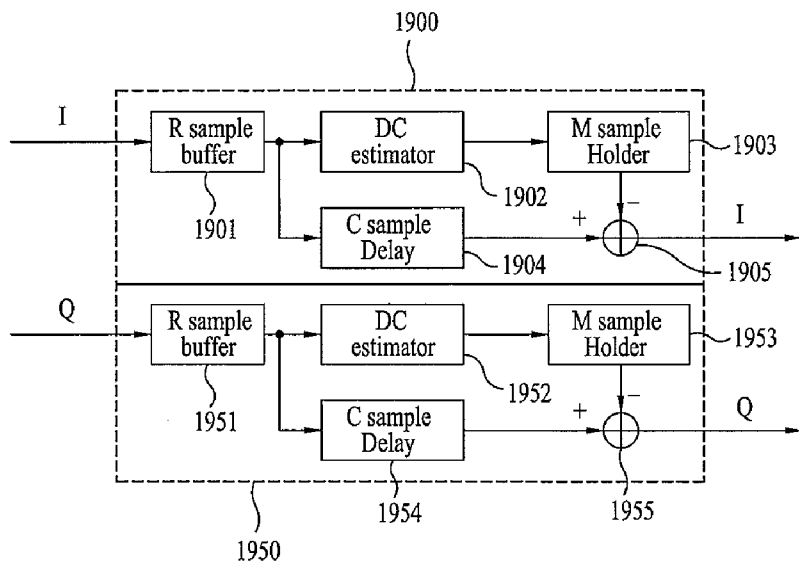 1900
I
R sample
buffer
DC
estimator
M sample
Holder
1903
1901
1902
−
I
C sample
Delay
+
1904
1905
Q
R sample
buffer
DC
estimator
M sample
Holder
1953
1951
1952
−
Q
C sample
Delay
+
1954
1955
1950